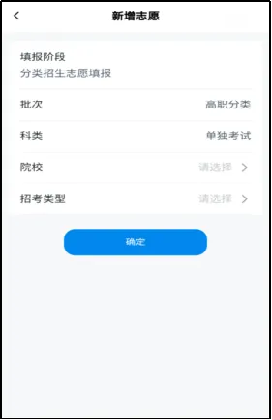 新增志愿
填报阶段
分类招生志愿填报
批次 高职分类
科类 单独考试
院校 请选择
招考类型 请选择
确定